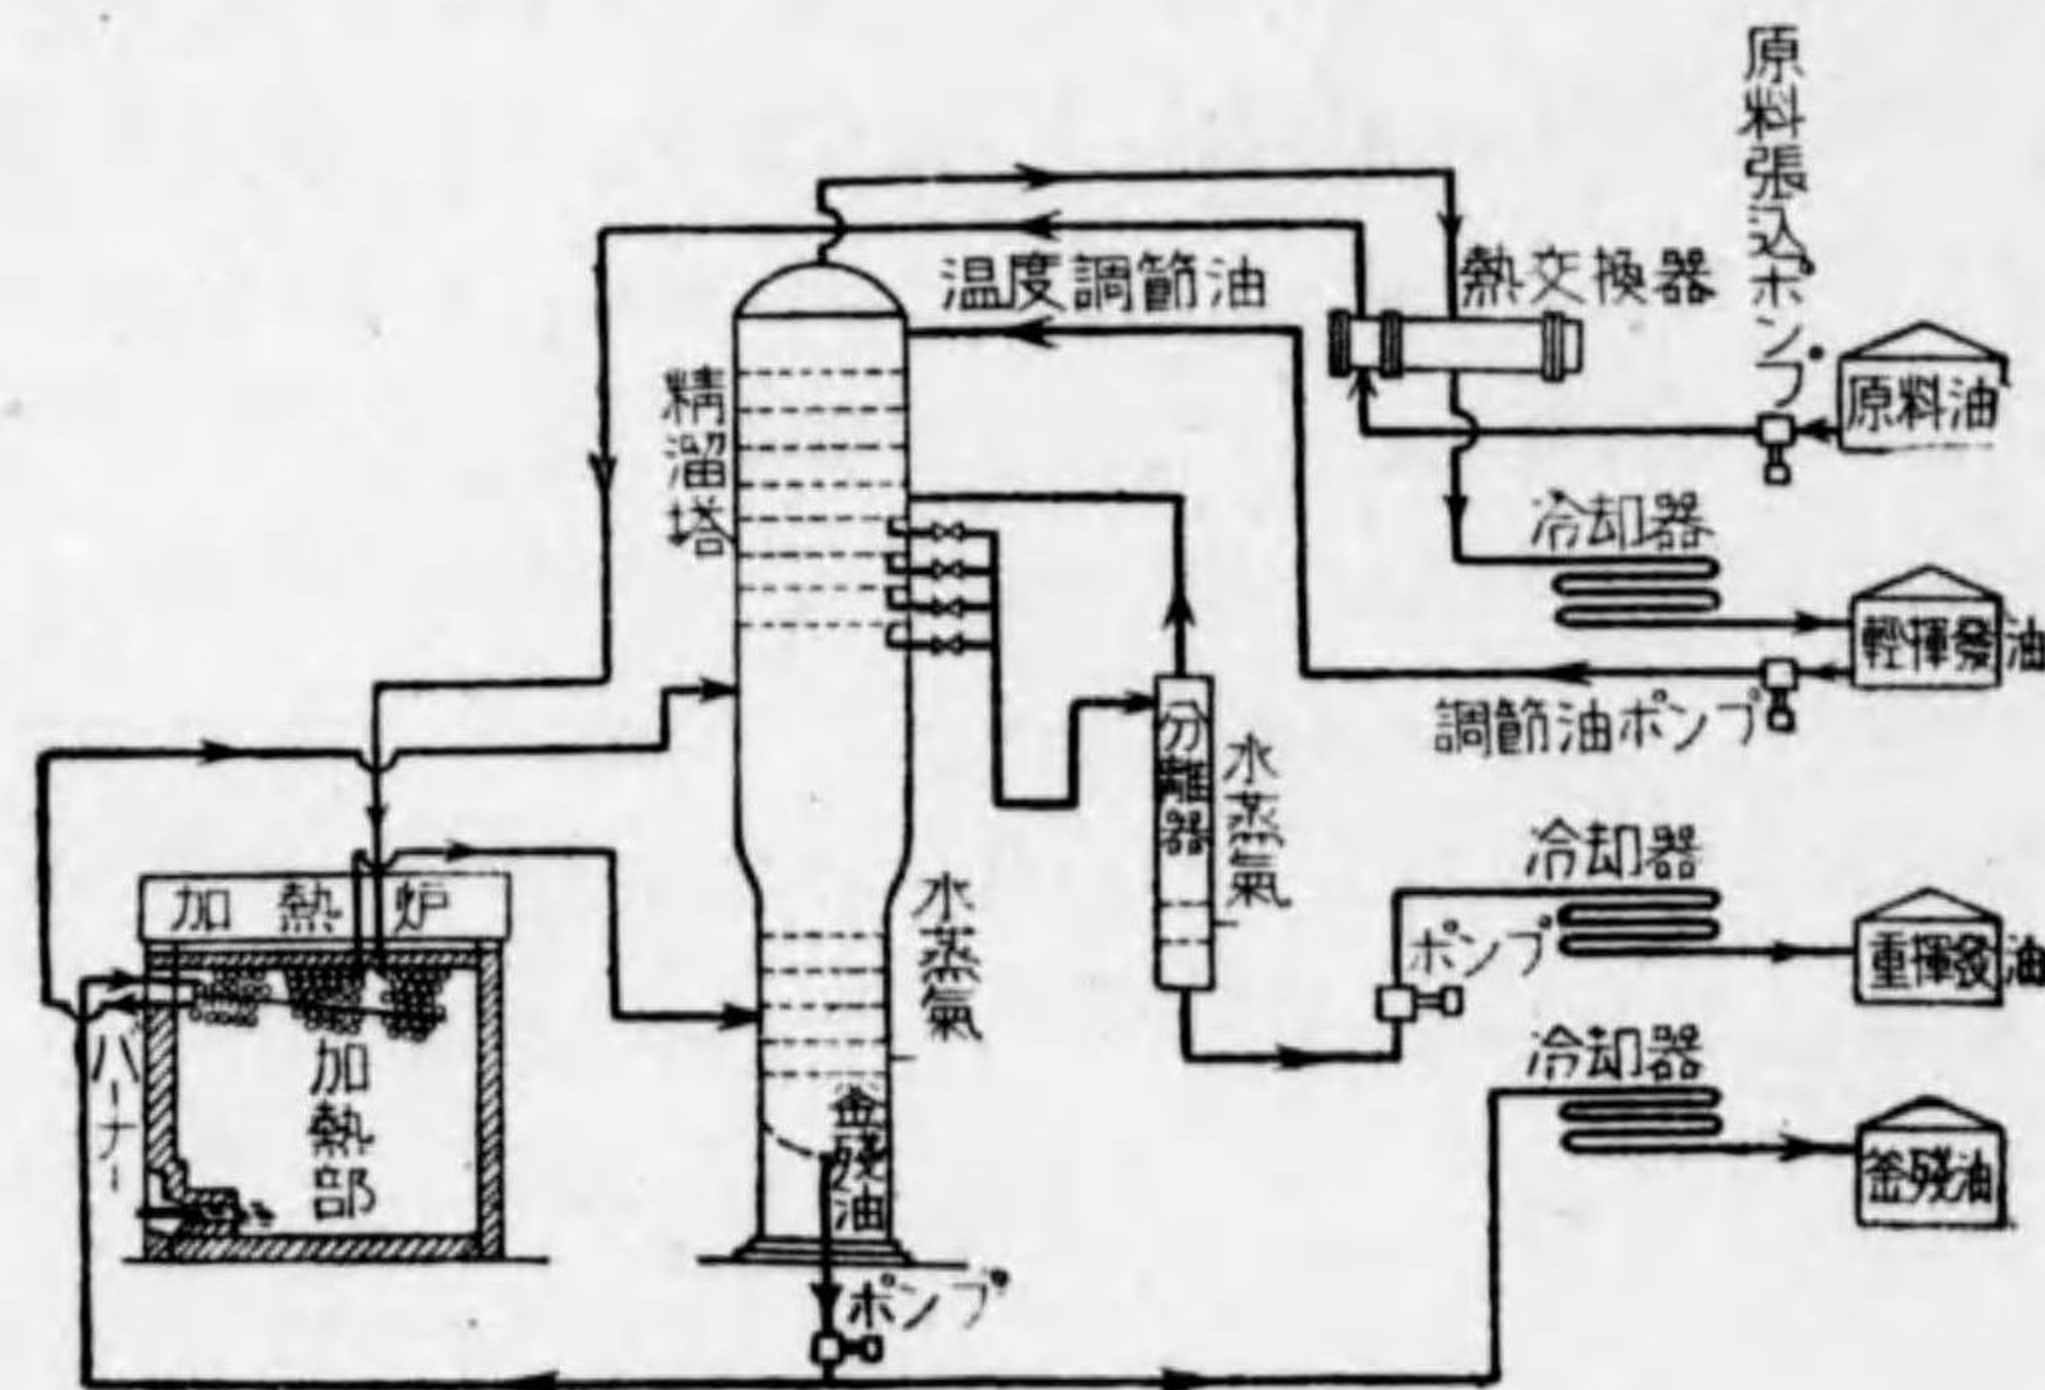 原料張込ポンプ
熱交換器
温度調節油
原料油
精溜塔
冷却器
輕揮發油
調節油ポンプ
分離器
水蒸氣
冷却器
加熱炉
水蒸氣
ポンプ
重揮發油
冷却器
バーナー
加熱部
釜残油
釜残油
ポンプ